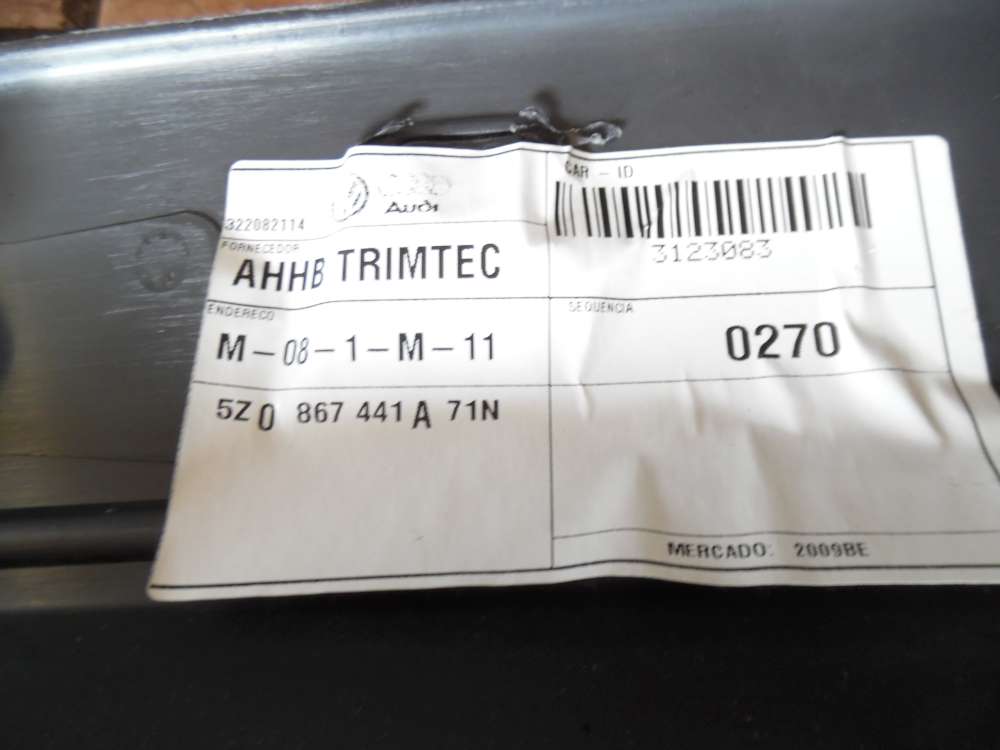 322082114
Audi
CAR - ID
3123083
FORNECEDOR
AHHB TRIMTEC
ENDERECO
M-08-1-M-11
SEQUENCIA
0270
5Z0 867 441 A 71N
MERCADO: 2009BE